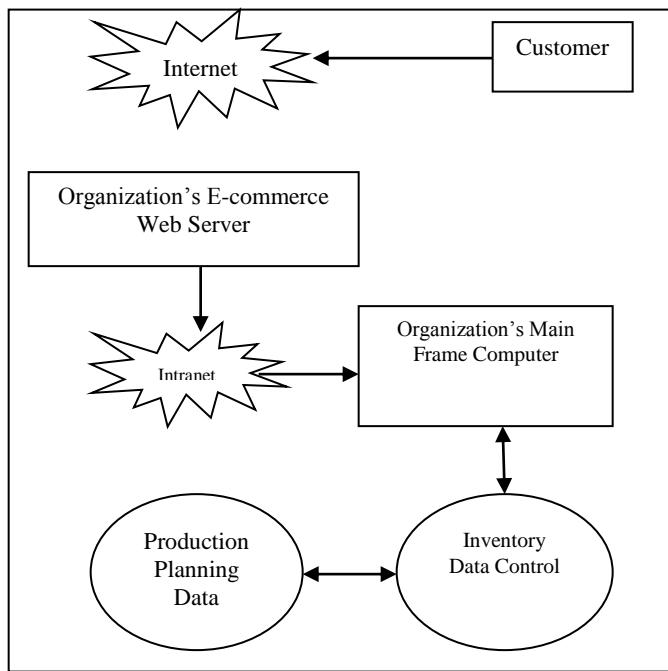 Internet
Customer
Organization’s E-commerce
Web Server
Organization’s Main
Frame Computer
Intranet
Production
Planning
Data
Inventory
Data Control